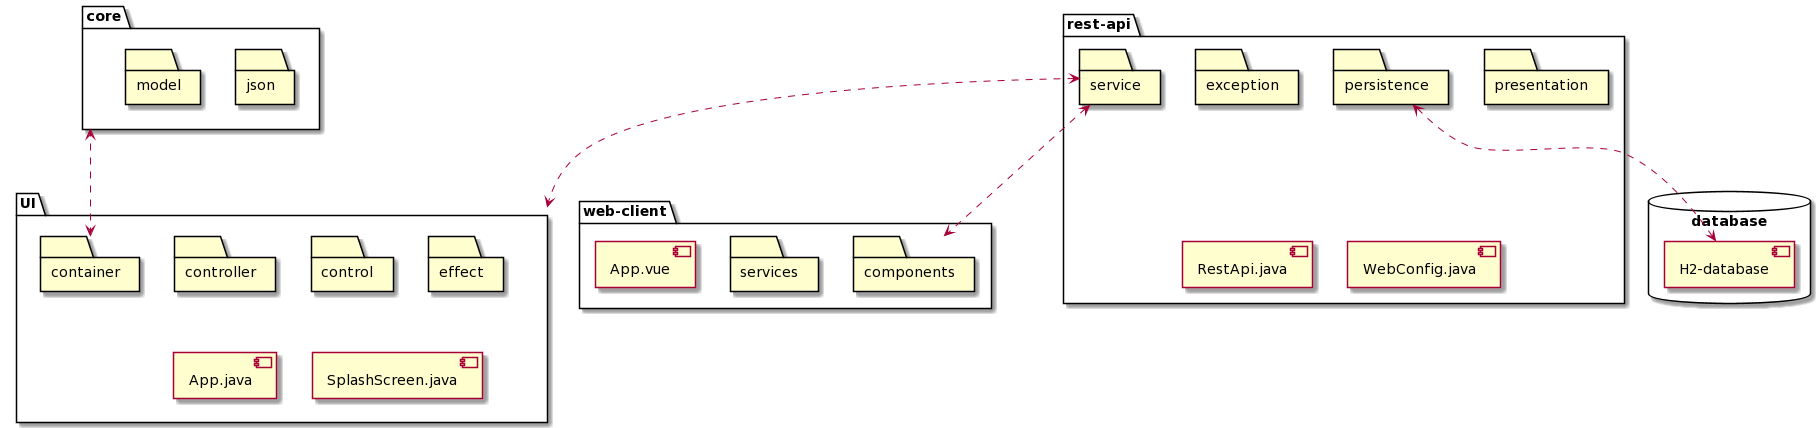 core
model
json
rest-api
service
exception
persistence
presentation
RestApi.java
WebConfig.java
UI
container
controller
control
effect
App.java
SplashScreen.java
web-client
App.vue
services
components
database
H2-database